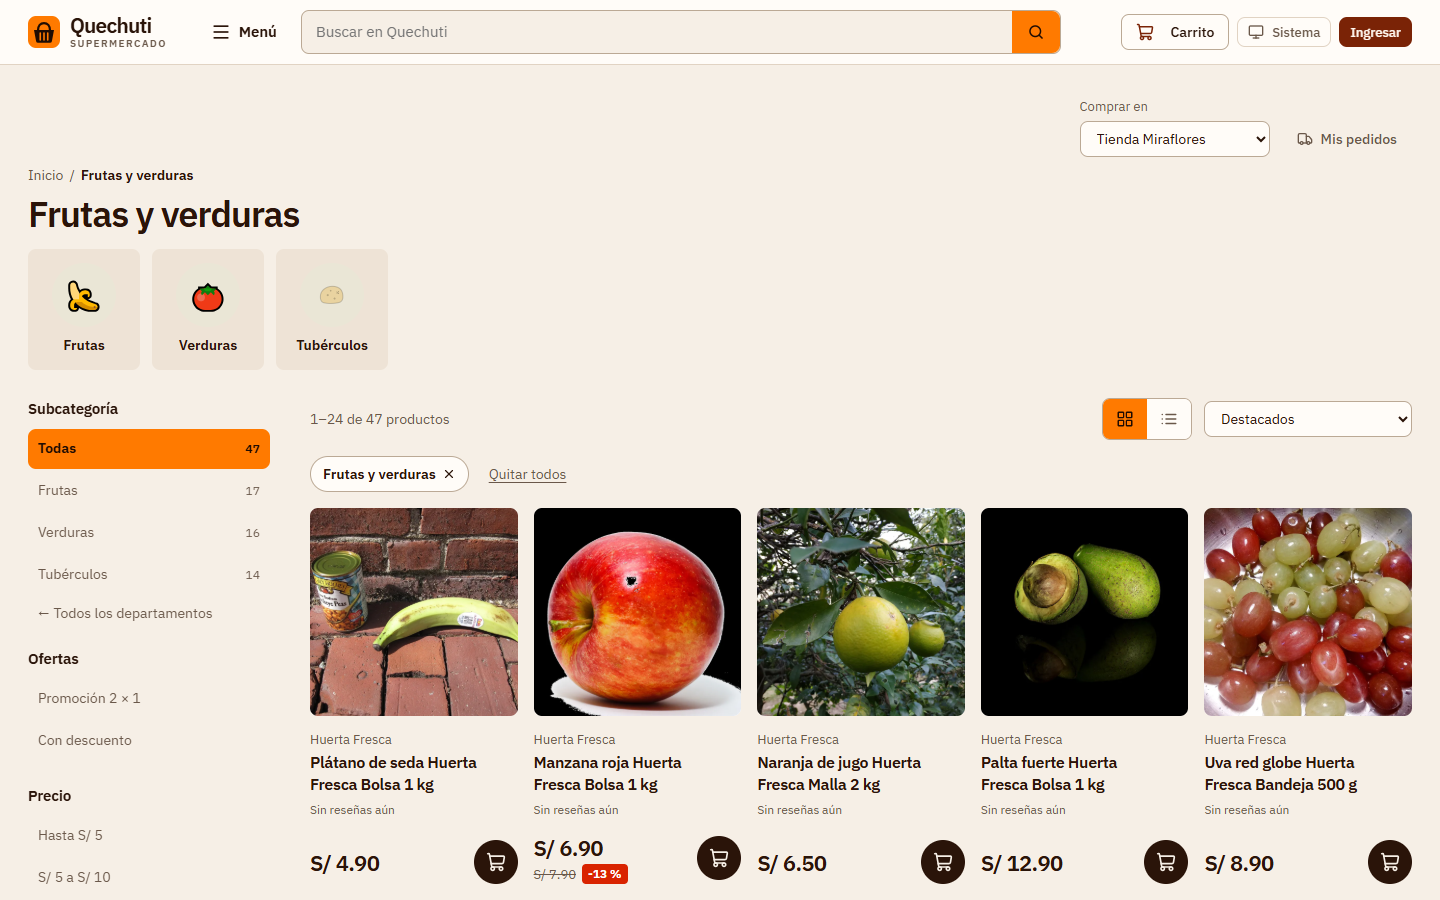 Quechuti
SUPERMERCADO
Menú
Buscar en Quechuti
Carrito
Sistema
Ingresar
Comprar en
Tienda Miraflores
Mis pedidos
Inicio / Frutas y verduras
Frutas y verduras
Frutas
Verduras
Tubérculos
Subcategoría
Todas 47
Frutas 17
Verduras 16
Tubérculos 14
← Todos los departamentos
Ofertas
Promoción 2 × 1
Con descuento
Precio
Hasta S/ 5
S/ 5 a S/ 10
1–24 de 47 productos
Destacados
Frutas y verduras ×
Quitar todos
Huerta Fresca
Plátano de seda Huerta
Fresca Bolsa 1 kg
Sin reseñas aún
S/ 4.90
Huerta Fresca
Manzana roja Huerta
Fresca Bolsa 1 kg
Sin reseñas aún
S/ 6.90
S/ 7.90 -13 %
Huerta Fresca
Naranja de jugo Huerta
Fresca Malla 2 kg
Sin reseñas aún
S/ 6.50
Huerta Fresca
Palta fuerte Huerta
Fresca Bolsa 1 kg
Sin reseñas aún
S/ 12.90
Huerta Fresca
Uva red globe Huerta
Fresca Bandeja 500 g
Sin reseñas aún
S/ 8.90